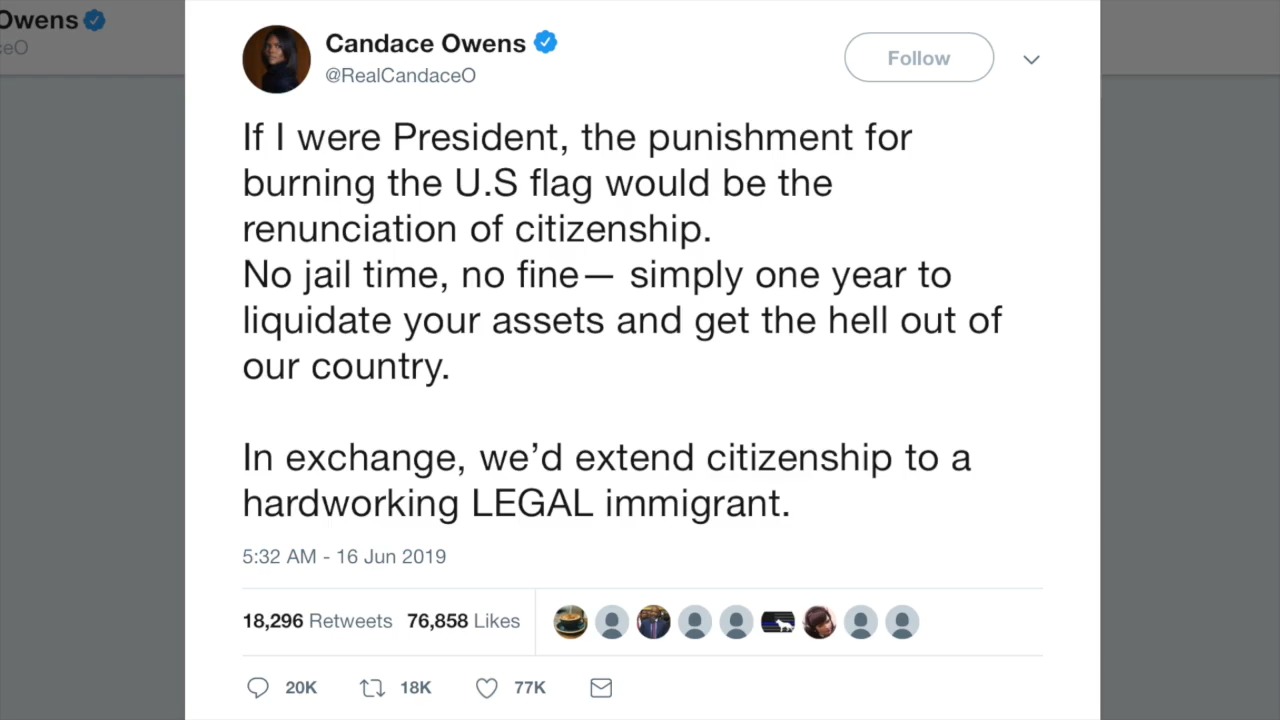 Owens
eO
Candace Owens
@RealCandaceO
Follow
If I were President, the punishment for
burning the U.S flag would be the
renunciation of citizenship.
No jail time, no fine— simply one year to
liquidate your assets and get the hell out of
our country.
In exchange, we’d extend citizenship to a
hardworking LEGAL immigrant.
5:32 AM - 16 Jun 2019
18,296 Retweets 76,858 Likes
20K 18K 77K